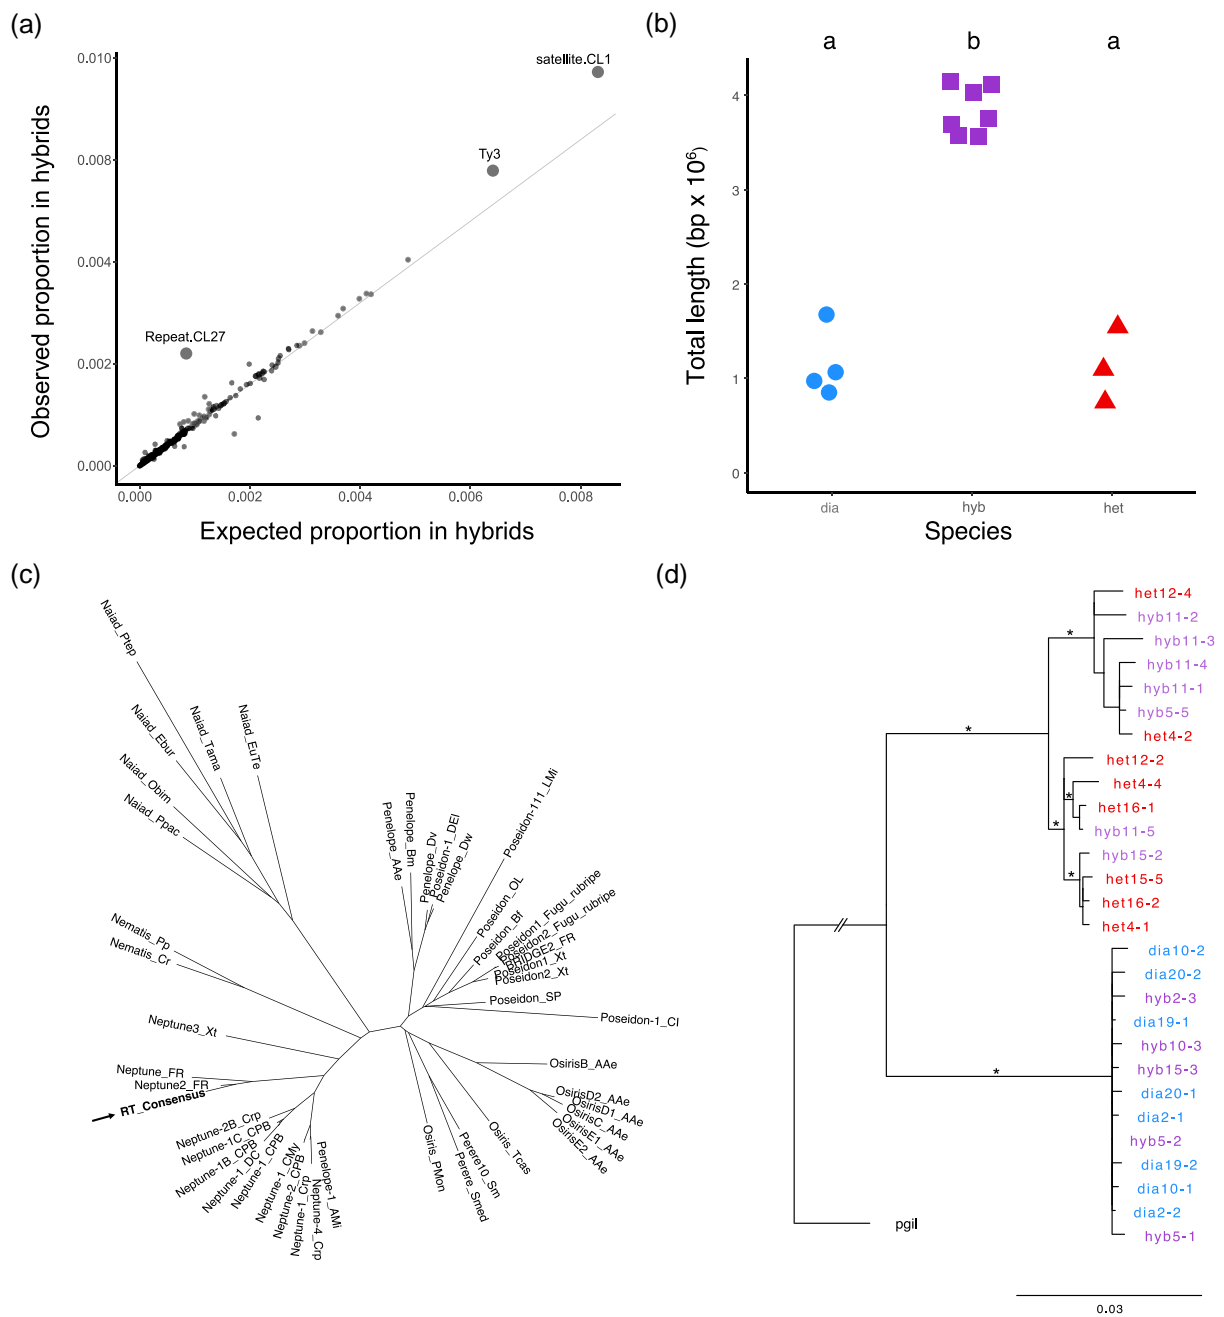 (a)
Observed proportion in hybrids
0.010
0.008
0.004
0.002
0.000
satellite.CL1
Ty3
Repeat.CL27
0.000
0.002
0.004
0.006
0.008
Expected proportion in hybrids
(b)
a
b
a
Total length (bp x 10⁶)
4
3
2
1
0
dia
hyb
het
Species
(c)
Naiad_Ptep
Naiad_Ebur
Naiad_Tama
Naiad_EuTe
Naiad_Obim
Naiad_Ppac
Nematis_Pp
Nematis_Cr
Neptune3_Xt
Neptune_FR
Neptune2_FR
RT_Consensus
Neptune-2B_Crp
Neptune-1C_CPB
Neptune-1B_CPB
Neptune-1_DC
Neptune-1_CPB
Neptune-1_CMy
Neptune-2_CPB
Neptune-1_Crp
Neptune-4_Crp
Penelope-1_AMi
Penelope_AAe
Penelope_Bm
Penelope_Dv
Poseidon-1_DEl
Penelope_Dw
Poseidon-111_LMi
Poseidon_OL
Poseidon_Bf
Poseidon1_Fugu_rubripe
Poseidon2_Fugu_rubripe
BRIDGE2_FR
Poseidon1_Xt
Poseidon2_Xt
Poseidon_SP
Poseidon-1_CI
OsirisB_AAe
OsirisD2_AAe
OsirisD1_AAe
OsirisC_AAe
OsirisE1_AAe
OsirisE2_AAe
Osiris_Tcas
Perere10_Sm
Perere_Smed
Osiris_PMon
(d)
het12-4
hyb11-2
*
hyb11-3
hyb11-4
hyb11-1
hyb5-5
*
het4-2
het12-2
het4-4
*
het16-1
*
hyb11-5
hyb15-2
*
het15-5
het16-2
het4-1
dia10-2
dia20-2
hyb2-3
dia19-1
hyb10-3
*
hyb15-3
dia20-1
dia2-1
hyb5-2
dia19-2
dia10-1
dia2-2
pgil
hyb5-1
0.03